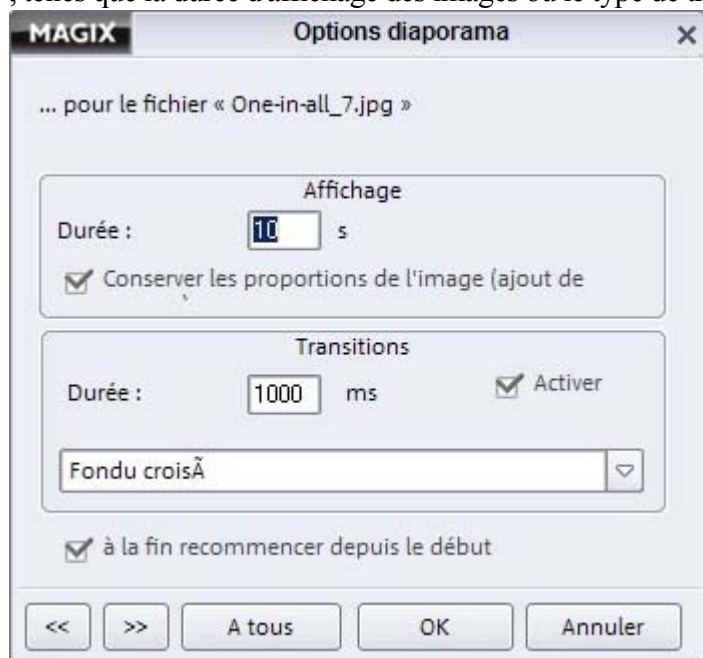 MAGIX Options diaporama
... pour le fichier « One-in-all_7.jpg »
Affichage
Durée : 10 s
Conserver les proportions de l'image (ajout de
Transitions
Durée : 1000 ms Activer
Fondu croisÃ
à la fin recommencer depuis le début
<< >> A tous OK Annuler